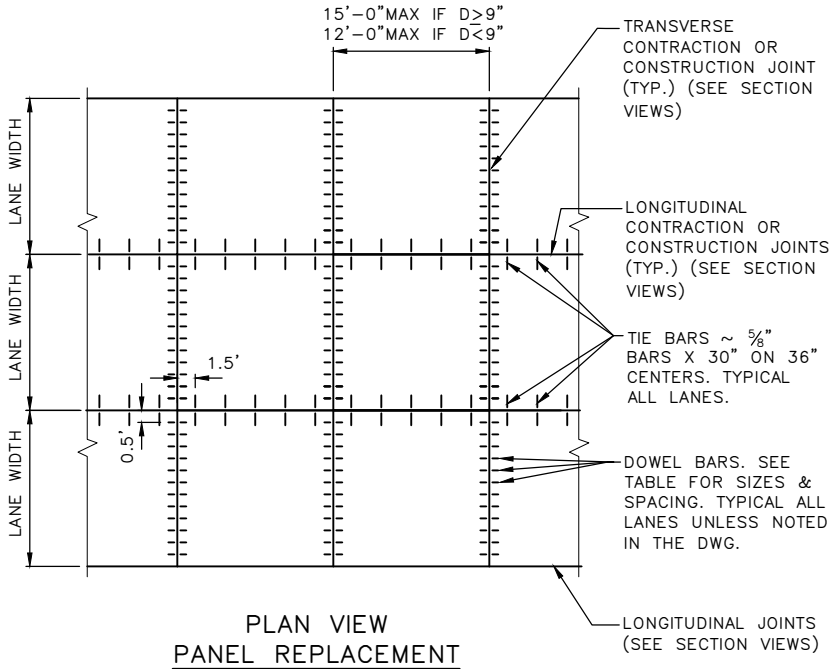 15'-0"MAX IF D≥9"
12'-0"MAX IF D<9"
TRANSVERSE
CONTRACTION OR
CONSTRUCTION JOINT
(TYP.) (SEE SECTION
VIEWS)
LANE WIDTH
LONGITUDINAL
CONTRACTION OR
CONSTRUCTION JOINTS
(TYP.) (SEE SECTION
VIEWS)
LANE WIDTH
1.5'
TIE BARS ~ ⅝"
BARS X 30" ON 36"
CENTERS. TYPICAL
ALL LANES.
0.5'
LANE WIDTH
DOWEL BARS. SEE
TABLE FOR SIZES &
SPACING. TYPICAL ALL
LANES UNLESS NOTED
IN THE DWG.
PLAN VIEW
PANEL REPLACEMENT
LONGITUDINAL JOINTS
(SEE SECTION VIEWS)